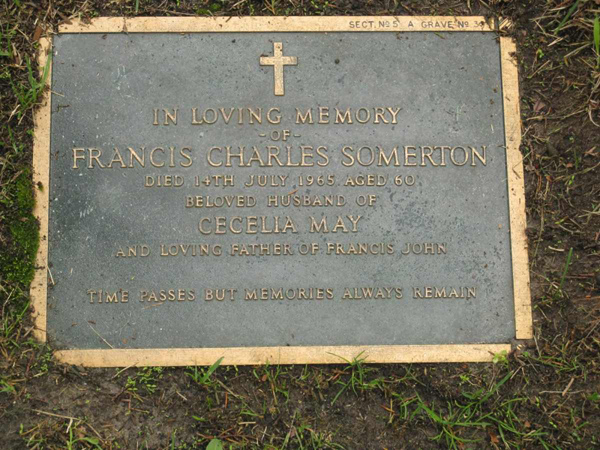 SECT. NO 5 A GRAVE NO
IN LOVING MEMORY
-OF-
FRANCIS CHARLES SOMERTON
DIED 14TH JULY 1965 AGED 60
BELOVED HUSBAND OF
CECELIA MAY
AND LOVING FATHER OF FRANCIS JOHN
TIME PASSES BUT MEMORIES ALWAYS REMAIN